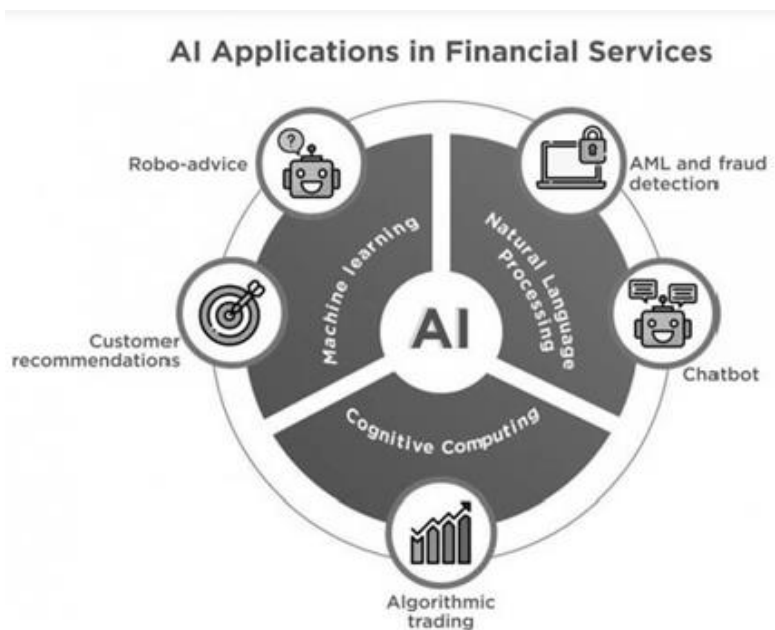 AI Applications in Financial Services
Robo-advice
?
AML and fraud
detection
Machine learning
Natural Language
Processing
AI
Customer
recommendations
Chatbot
Cognitive Computing
Algorithmic
trading